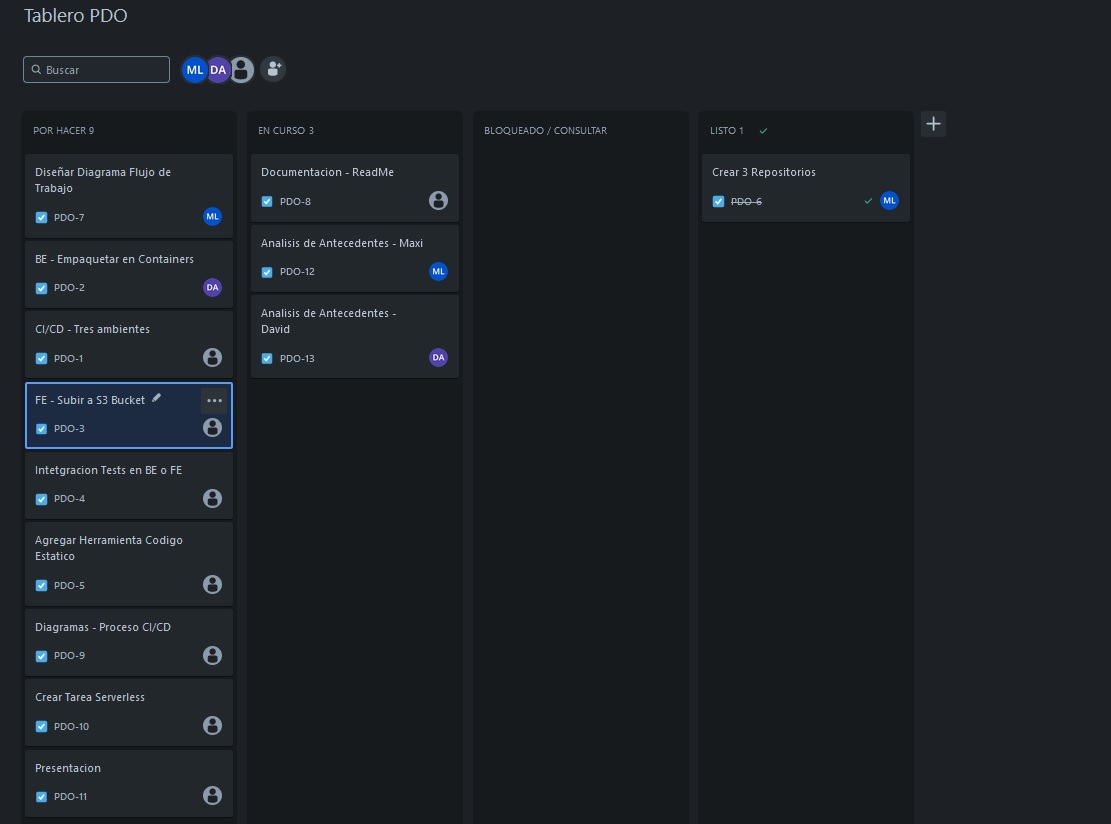 Tablero PDO
Buscar
ML
DA
POR HACER 9
Diseñar Diagrama Flujo de
Trabajo
PDO-7
ML
BE - Empaquetar en Containers
PDO-2
DA
CI/CD - Tres ambientes
PDO-1
FE - Subir a S3 Bucket
PDO-3
Intetgracion Tests en BE o FE
PDO-4
Agregar Herramienta Codigo
Estatico
PDO-5
Diagramas - Proceso CI/CD
PDO-9
Crear Tarea Serverless
PDO-10
Presentacion
PDO-11
EN CURSO 3
Documentacion - ReadMe
PDO-8
Analisis de Antecedentes - Maxi
PDO-12
ML
Analisis de Antecedentes -
David
PDO-13
DA
BLOQUEADO / CONSULTAR
LISTO 1
Crear 3 Repositorios
PDO-6
ML